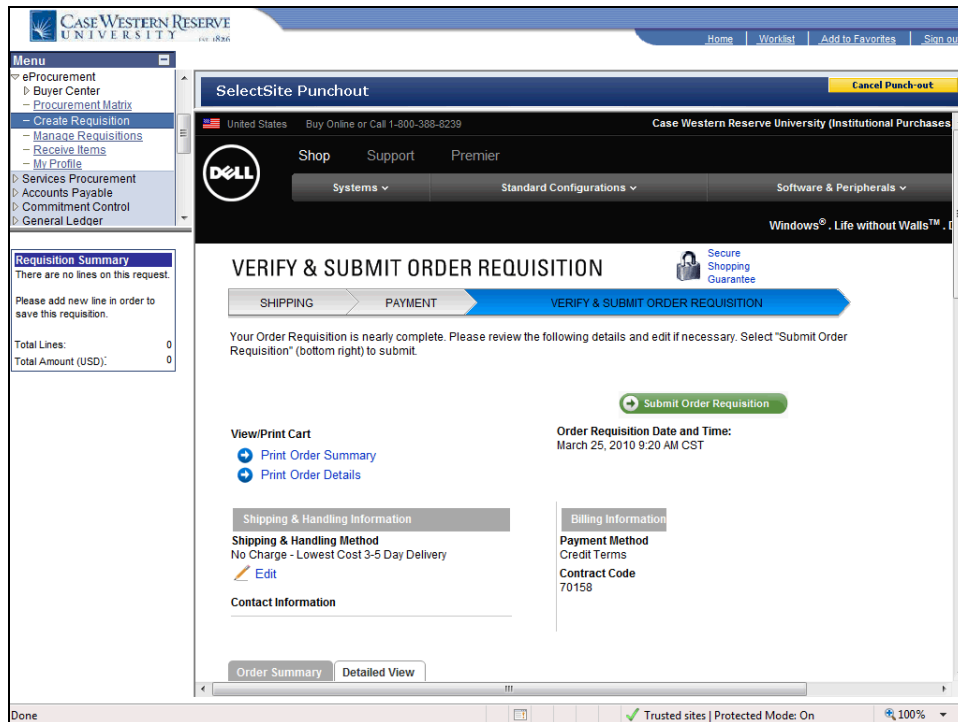 CASE WESTERN RESERVE
UNIVERSITY EST. 1826
Home Worklist Add to Favorites Sign ou
Menu
eProcurement
Buyer Center
Procurement Matrix
Create Requisition
Manage Requisitions
Receive Items
My Profile
Services Procurement
Accounts Payable
Commitment Control
General Ledger
Requisition Summary
There are no lines on this request.
Please add new line in order to
save this requisition.
Total Lines: 0
Total Amount (USD): 0
SelectSite Punchout
Cancel Punch-out
United States Buy Online or Call 1-800-388-8239 Case Western Reserve University (Institutional Purchases
DELL
Shop Support Premier
Systems Standard Configurations Software & Peripherals
Windows® . Life without Walls™ . D
VERIFY & SUBMIT ORDER REQUISITION
Secure
Shopping
Guarantee
SHIPPING PAYMENT VERIFY & SUBMIT ORDER REQUISITION
Your Order Requisition is nearly complete. Please review the following details and edit if necessary. Select "Submit Order
Requisition" (bottom right) to submit.
Submit Order Requisition
View/Print Cart
Print Order Summary
Print Order Details
Order Requisition Date and Time:
March 25, 2010 9:20 AM CST
Shipping & Handling Information
Shipping & Handling Method
No Charge - Lowest Cost 3-5 Day Delivery
Edit
Contact Information
Billing Information
Payment Method
Credit Terms
Contract Code
70158
Order Summary Detailed View
Done Trusted sites | Protected Mode: On 100%